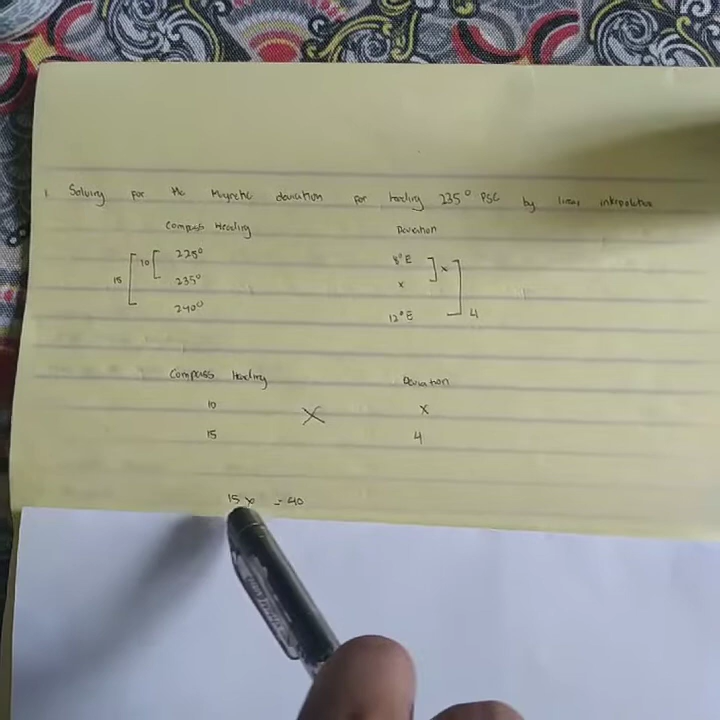 1. Solving for the Magnetic deviation for heading 235° PSC by linear interpolation
Compass Heading Deviation
15 10 225° 8°E x
235° x
240° 12°E 4
Compass Heading Deviation
10 x
15 4
15x = 40